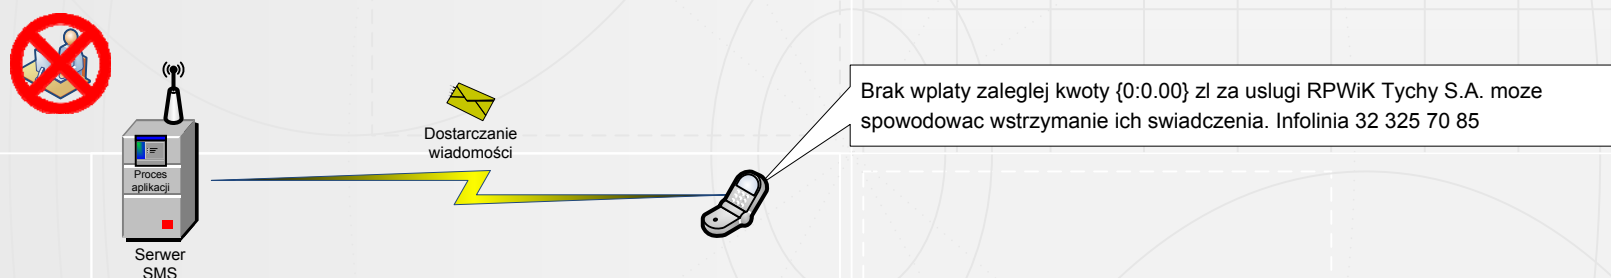 Brak wplaty zaleglej kwoty {0:0.00} zl za uslugi RPWiK Tychy S.A. moze
spowodowac wstrzymanie ich swiadczenia. Infolinia 32 325 70 85
Dostarczanie
wiadomości
Proces
aplikacji
Serwer
SMS